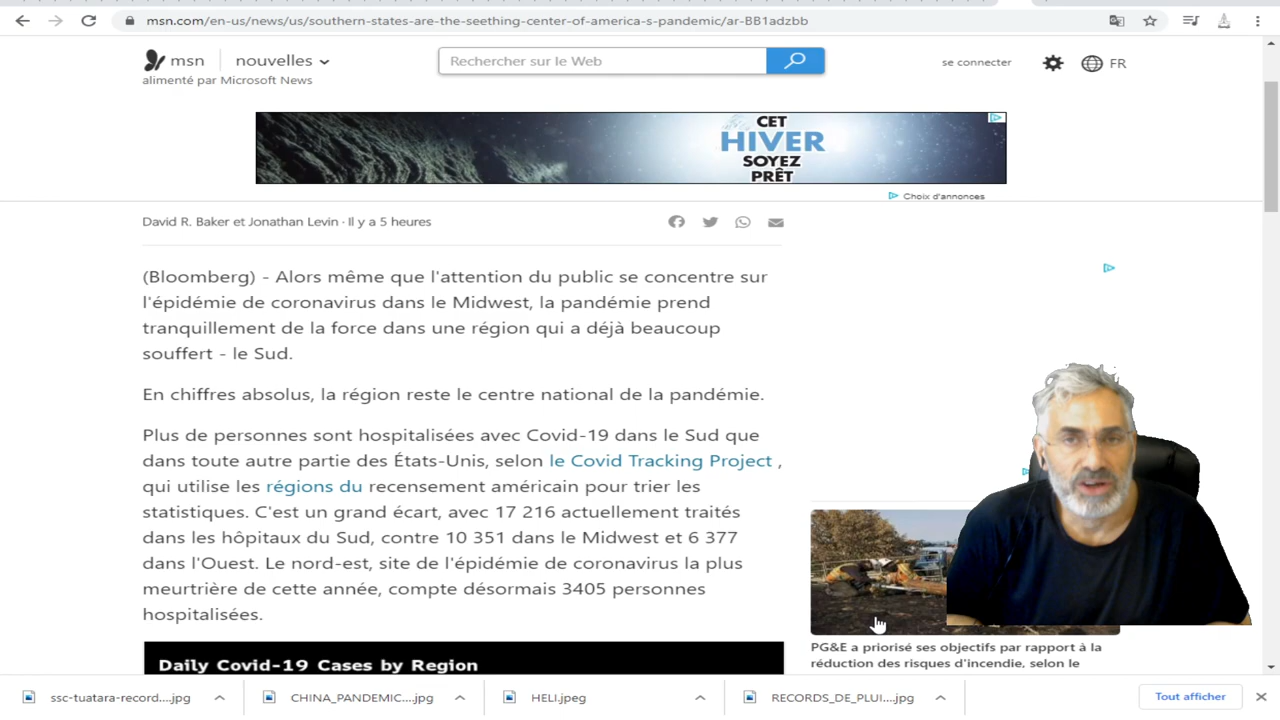 msn.com/en-us/news/us/southern-states-are-the-seething-center-of-america-s-pandemic/ar-BB1adzbb
msn nouvelles
alimenté par Microsoft News
Rechercher sur le Web
se connecter
FR
CET
HIVER
SOYEZ
PRÊT
Choix d'annonces
David R. Baker et Jonathan Levin · Il y a 5 heures
(Bloomberg) - Alors même que l'attention du public se concentre sur
l'épidémie de coronavirus dans le Midwest, la pandémie prend
tranquillement de la force dans une région qui a déjà beaucoup
souffert - le Sud.
En chiffres absolus, la région reste le centre national de la pandémie.
Plus de personnes sont hospitalisées avec Covid-19 dans le Sud que
dans toute autre partie des États-Unis, selon le Covid Tracking Project ,
qui utilise les régions du recensement américain pour trier les
statistiques. C'est un grand écart, avec 17 216 actuellement traités
dans les hôpitaux du Sud, contre 10 351 dans le Midwest et 6 377
dans l'Ouest. Le nord-est, site de l'épidémie de coronavirus la plus
meurtrière de cette année, compte désormais 3405 personnes
hospitalisées.
Daily Covid-19 Cases by Region
PG&E a priorisé ses objectifs par rapport à la
réduction des risques d'incendie, selon le
ssc-tuatara-record....jpg
CHINA_PANDEMIC....jpg
HELI.jpeg
RECORDS_DE_PLUI....jpg
Tout afficher